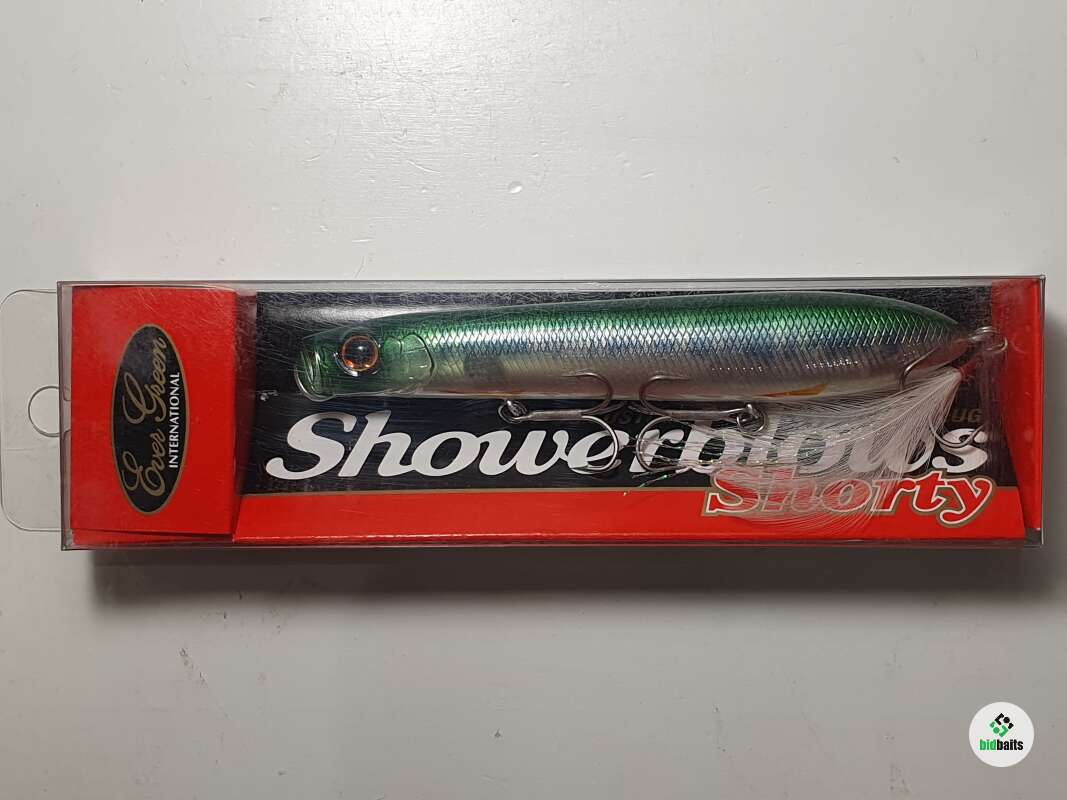 Ever Green
INTERNATIONAL
Showerblows
Shorty
bidbaits